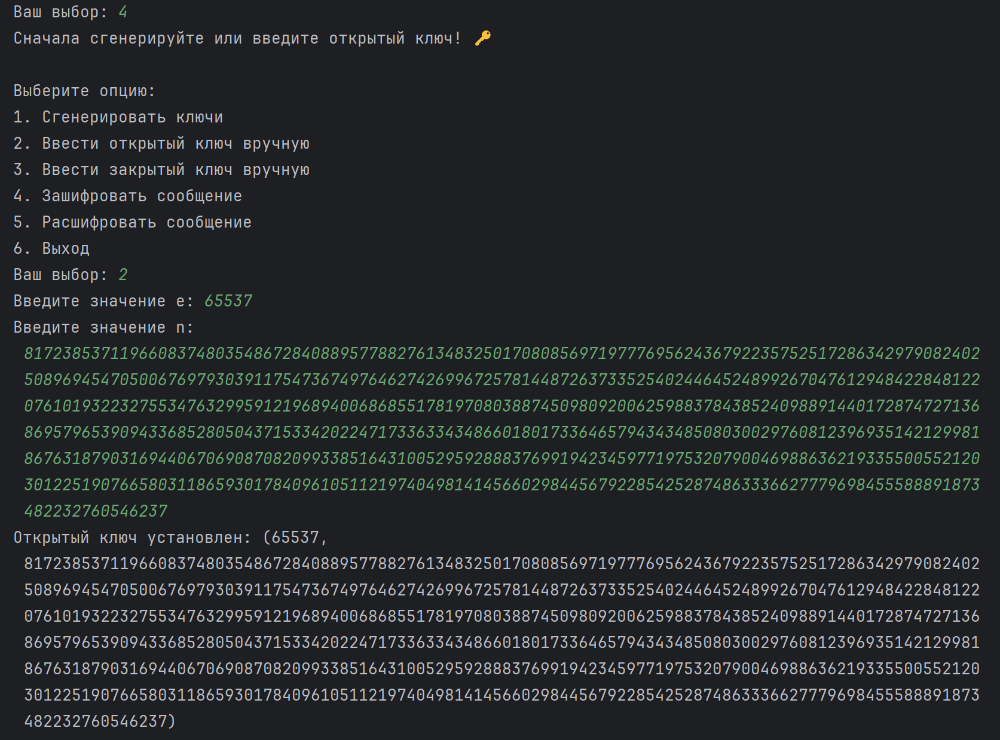 Ваш выбор: 4
Сначала сгенерируйте или введите открытый ключ! 🔑
Выберите опцию:
1. Сгенерировать ключи
2. Ввести открытый ключ вручную
3. Ввести закрытый ключ вручную
4. Зашифровать сообщение
5. Расшифровать сообщение
6. Выход
Ваш выбор: 2
Введите значение e: 65537
Введите значение n:
8172385371196608374803548672840889577882761348325017080856971977769562436792235752517286342979082402
5089694547050067697930391175473674976462742699672578144872637335254024464524899267047612948422848122
0761019322327553476329959121968940068685517819708038874509809200625988378438524098891440172874727136
8695796539094336852805043715334202247173363343486601801733646579434348508030029760812396935142129981
8676318790316944067069087082099338516431005295928883769919423459771975320790046988636219335500552120
3012251907665803118659301784096105112197404981414566029844567922854252874863336627779698455588891873
482232760546237
Открытый ключ установлен: (65537,
8172385371196608374803548672840889577882761348325017080856971977769562436792235752517286342979082402
5089694547050067697930391175473674976462742699672578144872637335254024464524899267047612948422848122
0761019322327553476329959121968940068685517819708038874509809200625988378438524098891440172874727136
8695796539094336852805043715334202247173363343486601801733646579434348508030029760812396935142129981
8676318790316944067069087082099338516431005295928883769919423459771975320790046988636219335500552120
3012251907665803118659301784096105112197404981414566029844567922854252874863336627779698455588891873
482232760546237)